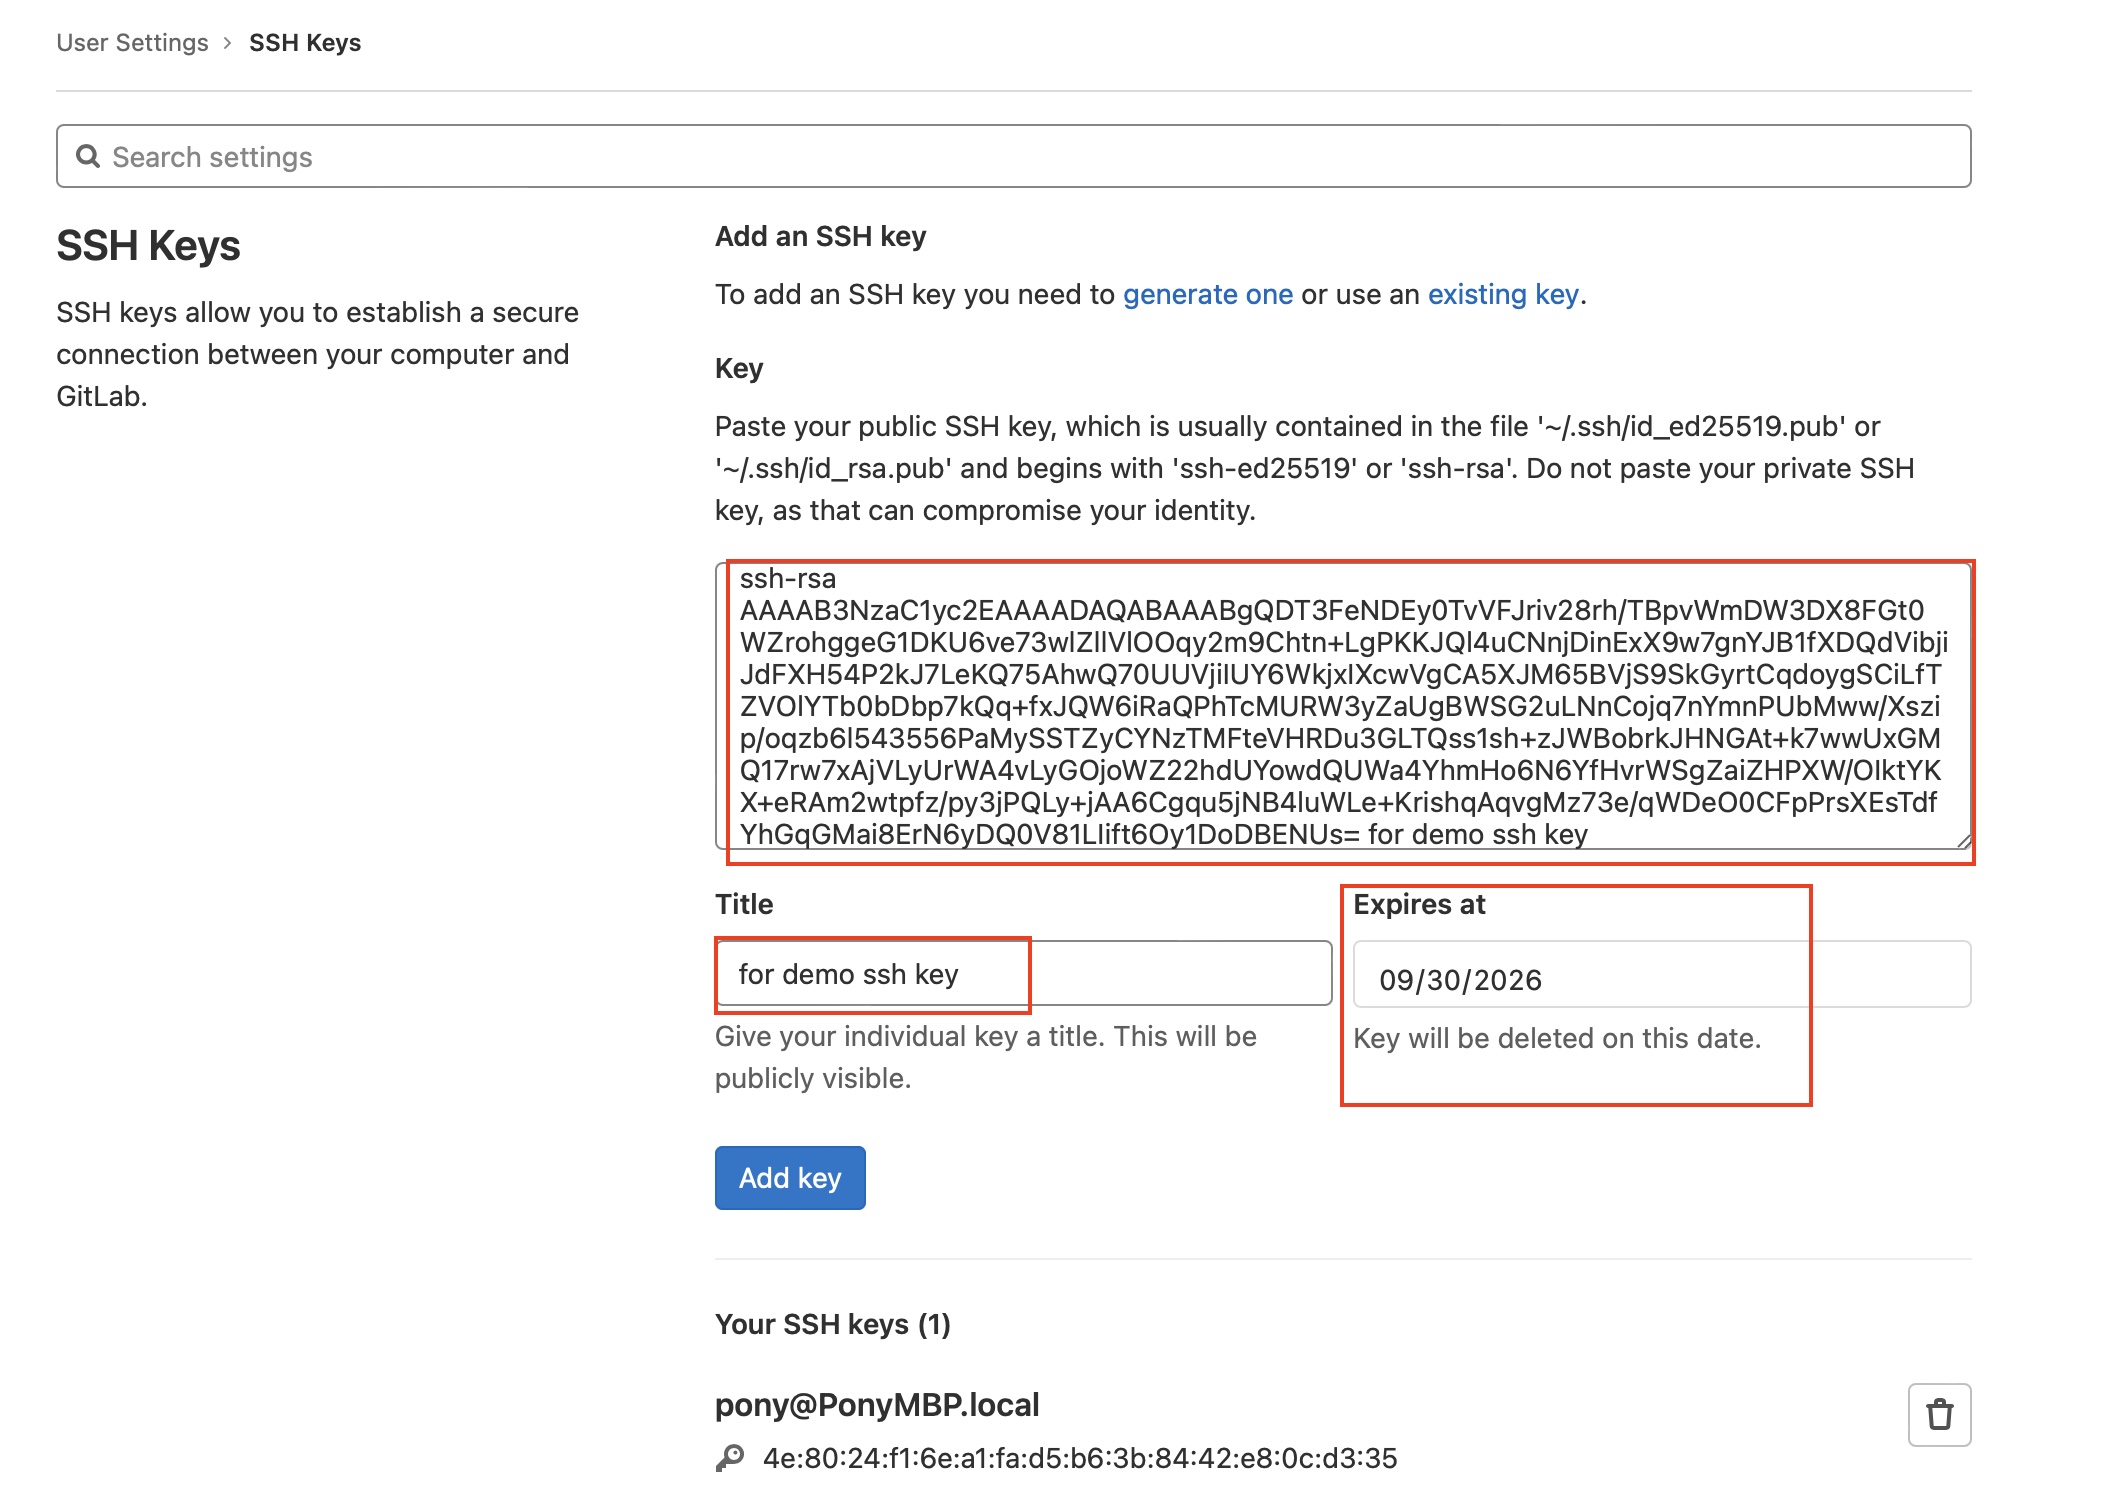 User Settings > SSH Keys
Search settings
SSH Keys
SSH keys allow you to establish a secure
connection between your computer and
GitLab.
Add an SSH key
To add an SSH key you need to generate one or use an existing key.
Key
Paste your public SSH key, which is usually contained in the file '~/.ssh/id_ed25519.pub' or
'~/.ssh/id_rsa.pub' and begins with 'ssh-ed25519' or 'ssh-rsa'. Do not paste your private SSH
key, as that can compromise your identity.
ssh-rsa
AAAAB3NzaC1yc2EAAAADAQABAAABgQDT3FeNDEy0TvVFJriv28rh/TBpvWmDW3DX8FGt0
WZrohggeG1DKU6ve73wlZllVlOOqy2m9Chtn+LgPKKJQl4uCNnjDinExX9w7gnYJB1fXDQdVibji
JdFXH54P2kJ7LeKQ75AhwQ70UUVjilUY6WkjxIXcwVgCA5XJM65BVjS9SkGyrtCqdoygSCiLfT
ZVOlYTb0bDbp7kQq+fxJQW6iRaQPhTcMURW3yZaUgBWSG2uLNnCojq7nYmnPUbMww/Xszi
p/oqzb6l543556PaMySSTZyCYNzTMFteVHRDu3GLTQss1sh+zJWBobrkJHNGAt+k7wwUxGM
Q17rw7xAjVLyUrWA4vLyGOjoWZ22hdUYowdQUWa4YhmHo6N6YfHvrWSgZaiZHPXW/OIktYK
X+eRAm2wtpfz/py3jPQLy+jAA6Cgqu5jNB4luWLe+KrishqAqvgMz73e/qWDeO0CFpPrsXEsTdf
YhGqGMai8ErN6yDQ0V81LIift6Oy1DoDBENUs= for demo ssh key
Title
Expires at
for demo ssh key
09/30/2026
Give your individual key a title. This will be
publicly visible.
Key will be deleted on this date.
Add key
Your SSH keys (1)
pony@PonyMBP.local
4e:80:24:f1:6e:a1:fa:d5:b6:3b:84:42:e8:0c:d3:35